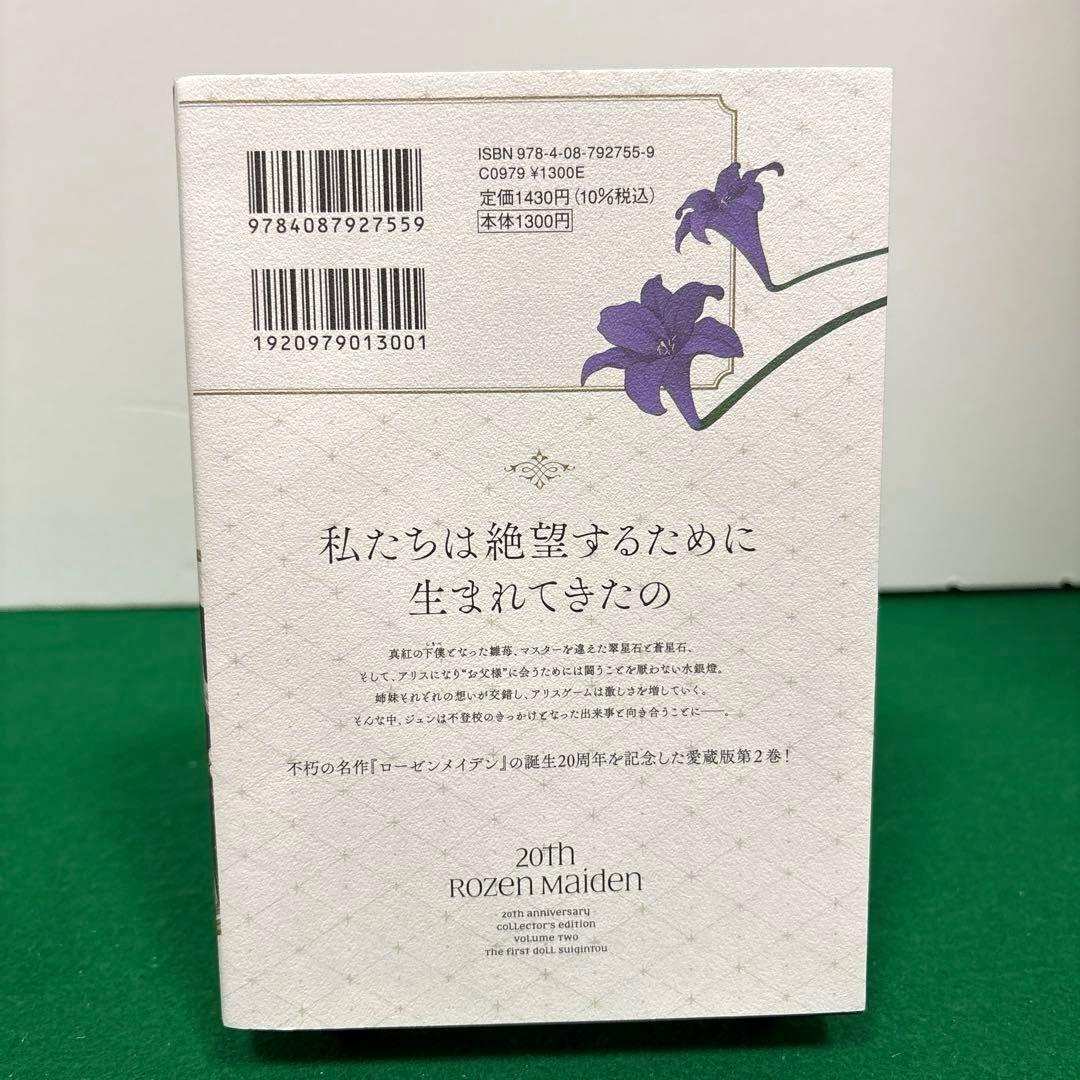 ISBN 978-4-08-792755-9
C0979 ¥1300E
定価1430円(10%税込)
本体1300円
9784087927559
1920979013001
私たちは絶望するために
生まれてきたの
真紅の下僕となった雛苺、マスターを違えた翠星石と蒼星石、
そして、アリスになり“お父様”に会うためには闘うことを厭わない水銀燈。
姉妹それぞれの想いが交錯し、アリスゲームは激しさを増していく。
そんな中、ジュンは不登校のきっかけとなった出来事と向き合うことに――。
不朽の名作『ローゼンメイデン』の誕生20周年を記念した愛蔵版第2巻!
20Th
ROZEN MaiDEN
20TH anniversary
COLLECTOR'S EDITION
VOLUME TWO
THE FIRST DOLL SUIGINTOU